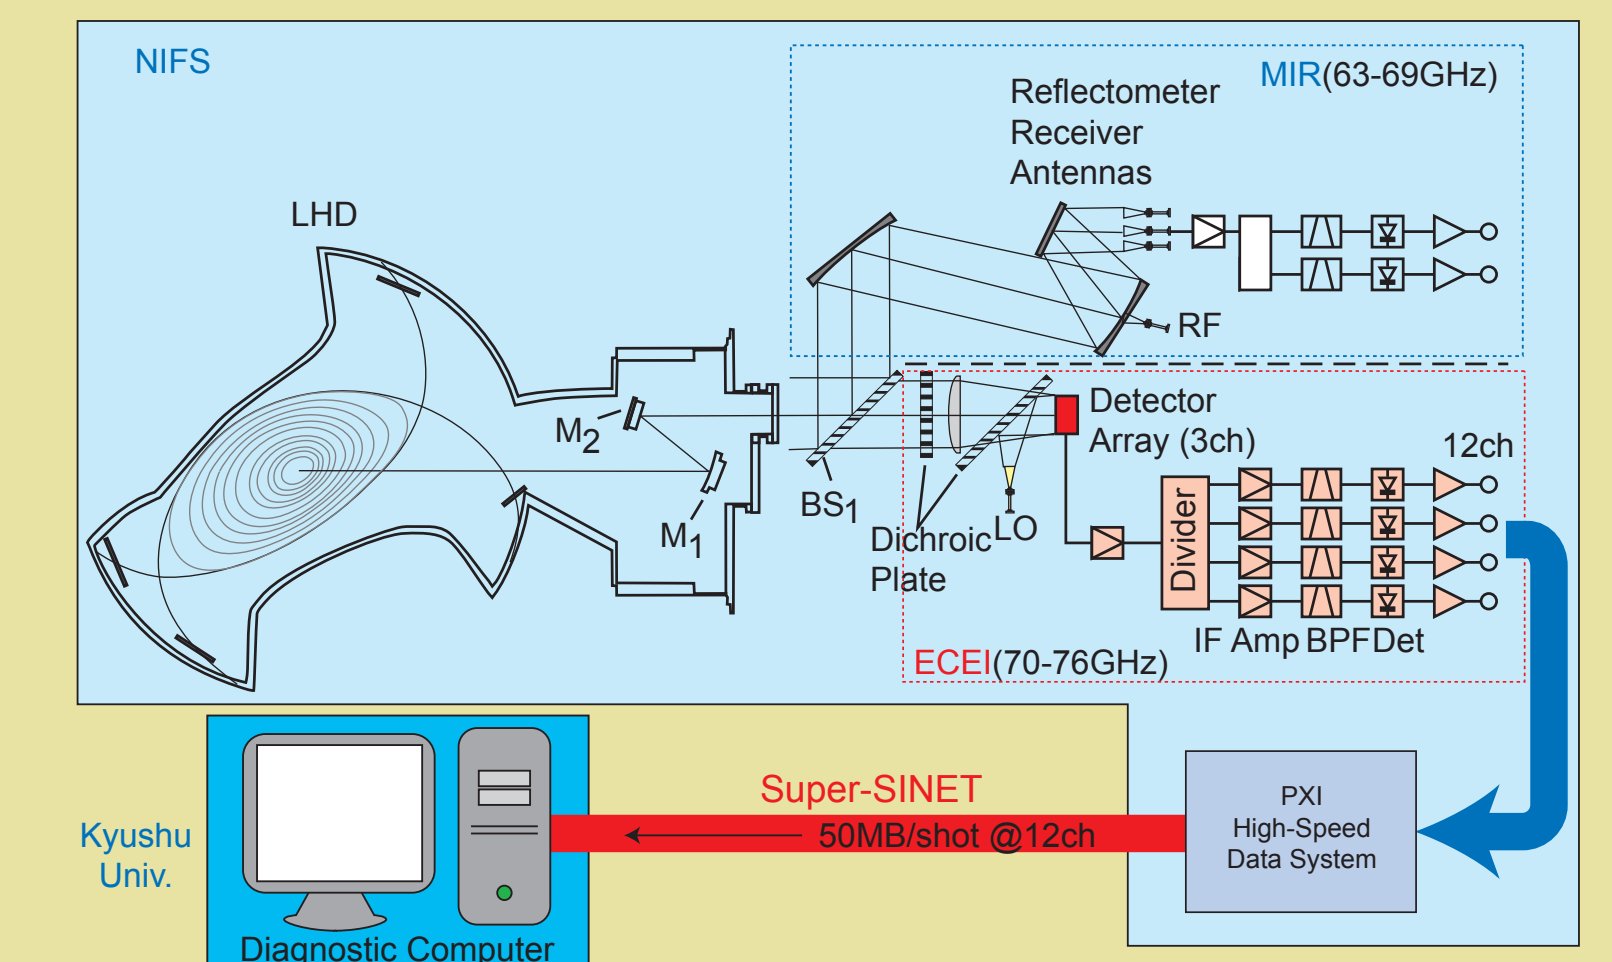 NIFS
MIR(63-69GHz)
Reflectometer
Receiver
Antennas
LHD
RF
M2
M1
BS1
Dichroic
Plate
LO
Detector
Array (3ch)
12ch
Divider
IF Amp BPF Det
ECEI(70-76GHz)
Super-SINET
50MB/shot @12ch
PXI
High-Speed
Data System
Kyushu
Univ.
Diagnostic Computer